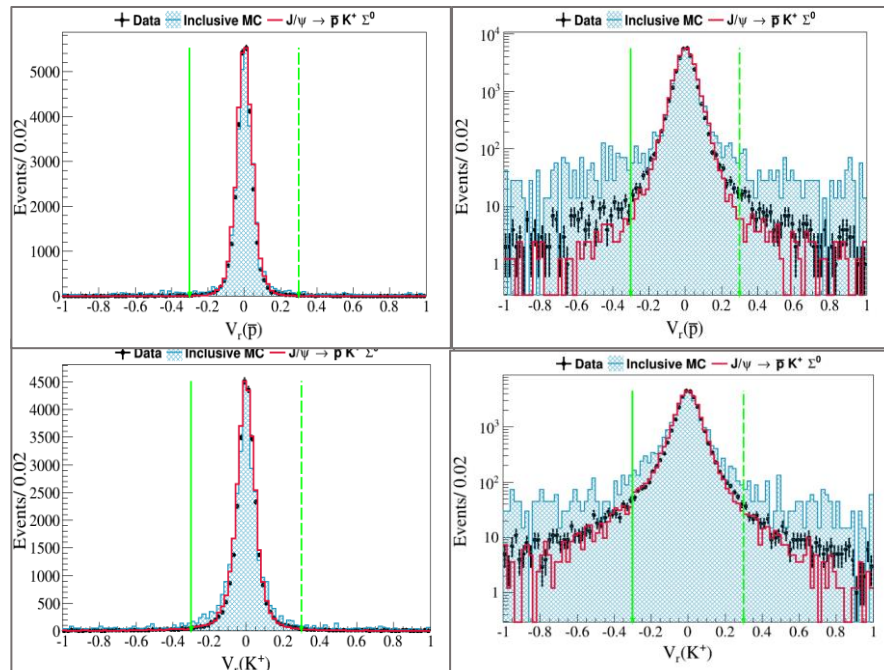 Data Inclusive MC J/ψ → p̅ K⁺ Σ⁰
Events/ 0.02
5000
4000
3000
2000
1000
0
-1 -0.8 -0.6 -0.4 -0.2 0 0.2 0.4 0.6 0.8 1
V_r(p̅)
Data Inclusive MC J/ψ → p̅ K⁺ Σ⁰
Events/ 0.02
10⁴
10³
10²
10
1
-1 -0.8 -0.6 -0.4 -0.2 0 0.2 0.4 0.6 0.8 1
V_r(p̅)
Data Inclusive MC J/ψ → p K⁺ Σ⁰
Events/ 0.02
4500
4000
3500
3000
2500
2000
1500
1000
500
0
-1 -0.8 -0.6 -0.4 -0.2 0 0.2 0.4 0.6 0.8 1
V_r(K⁺)
Data Inclusive MC J/ψ → p̅ K⁺ Σ⁰
Events/ 0.02
10³
10²
10
1
-1 -0.8 -0.6 -0.4 -0.2 0 0.2 0.4 0.6 0.8 1
V_r(K⁺)